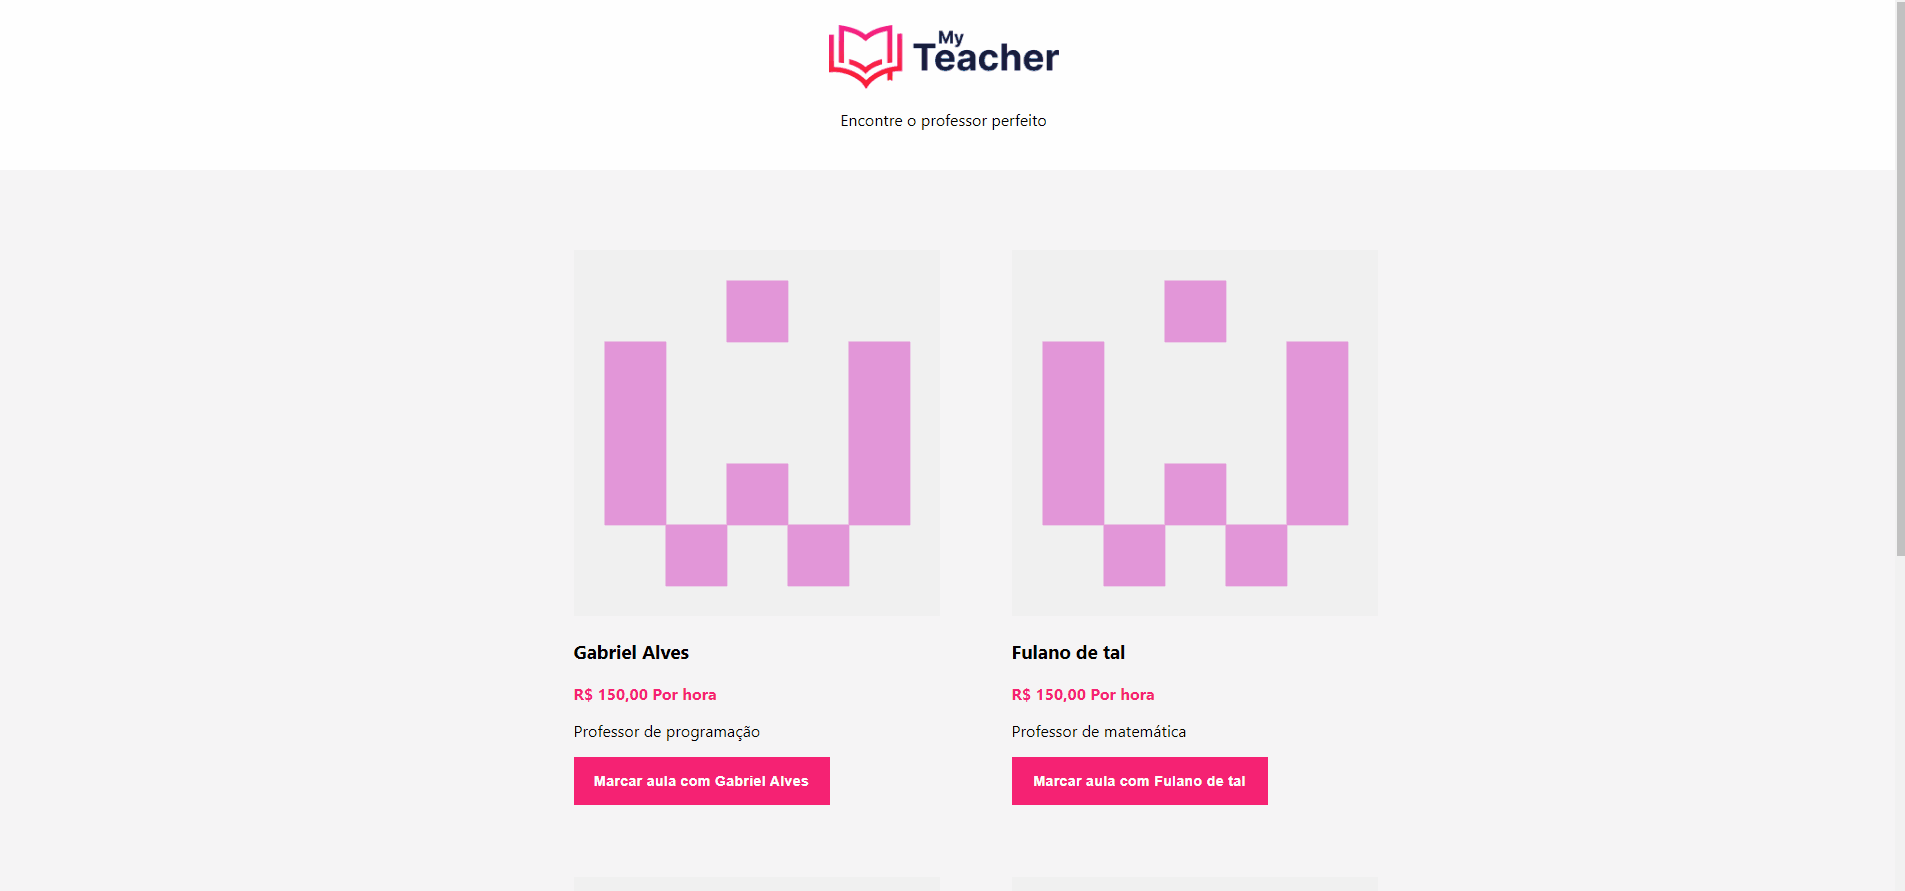 My
Teacher
Encontre o professor perfeito
Gabriel Alves
R$ 150,00 Por hora
Professor de programação
Marcar aula com Gabriel Alves
Fulano de tal
R$ 150,00 Por hora
Professor de matemática
Marcar aula com Fulano de tal